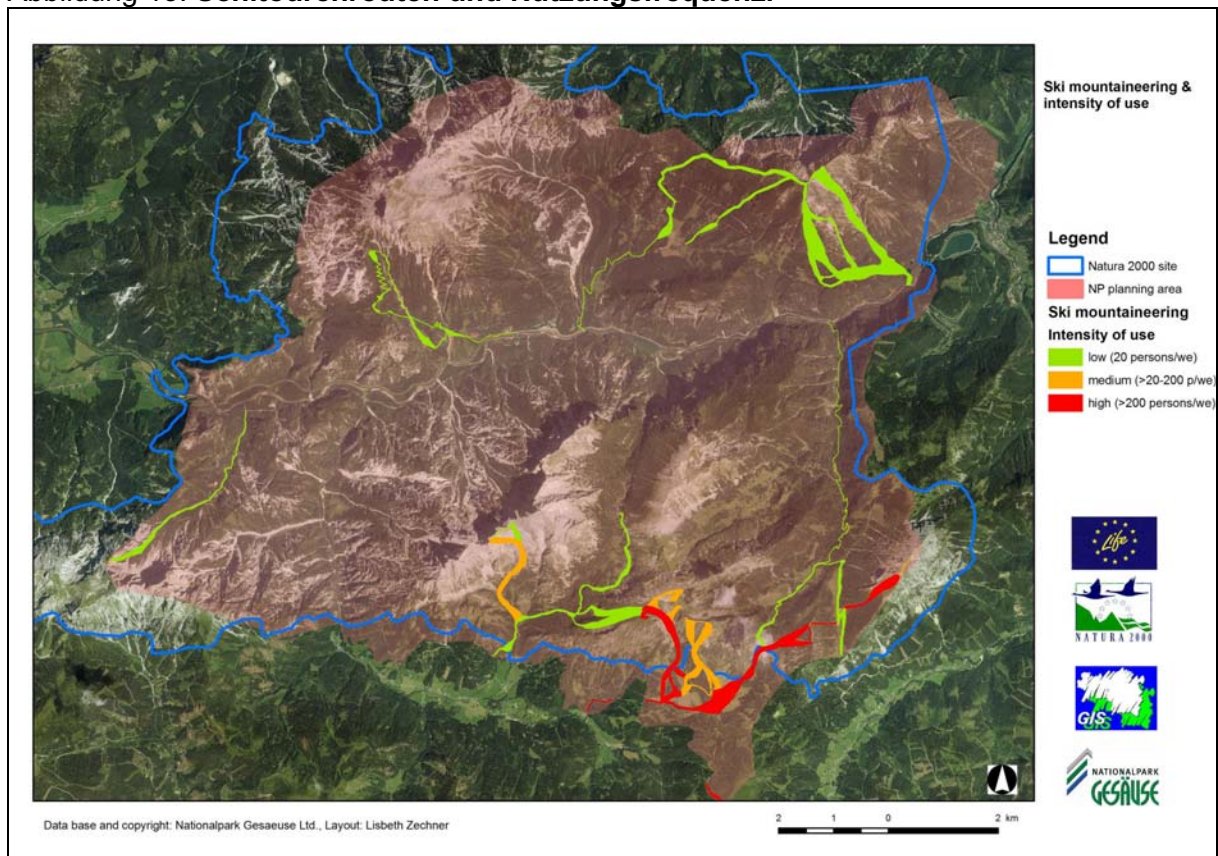 Abbildung Schitourenrouten und Nutzungsfrequenz.
Ski mountaineering &
intensity of use
Legend
Natura 2000 site
NP planning area
Ski mountaineering
Intensity of use
low (20 persons/we)
medium (>20-200 p/we)
high (>200 persons/we)
Life
NATURA 2000
GIS
GIS
NATIONALPARK
GESÄUSE
Data base and copyright: Nationalpark Gesaeuse Ltd., Layout: Lisbeth Zechner
2 1 0 2 km